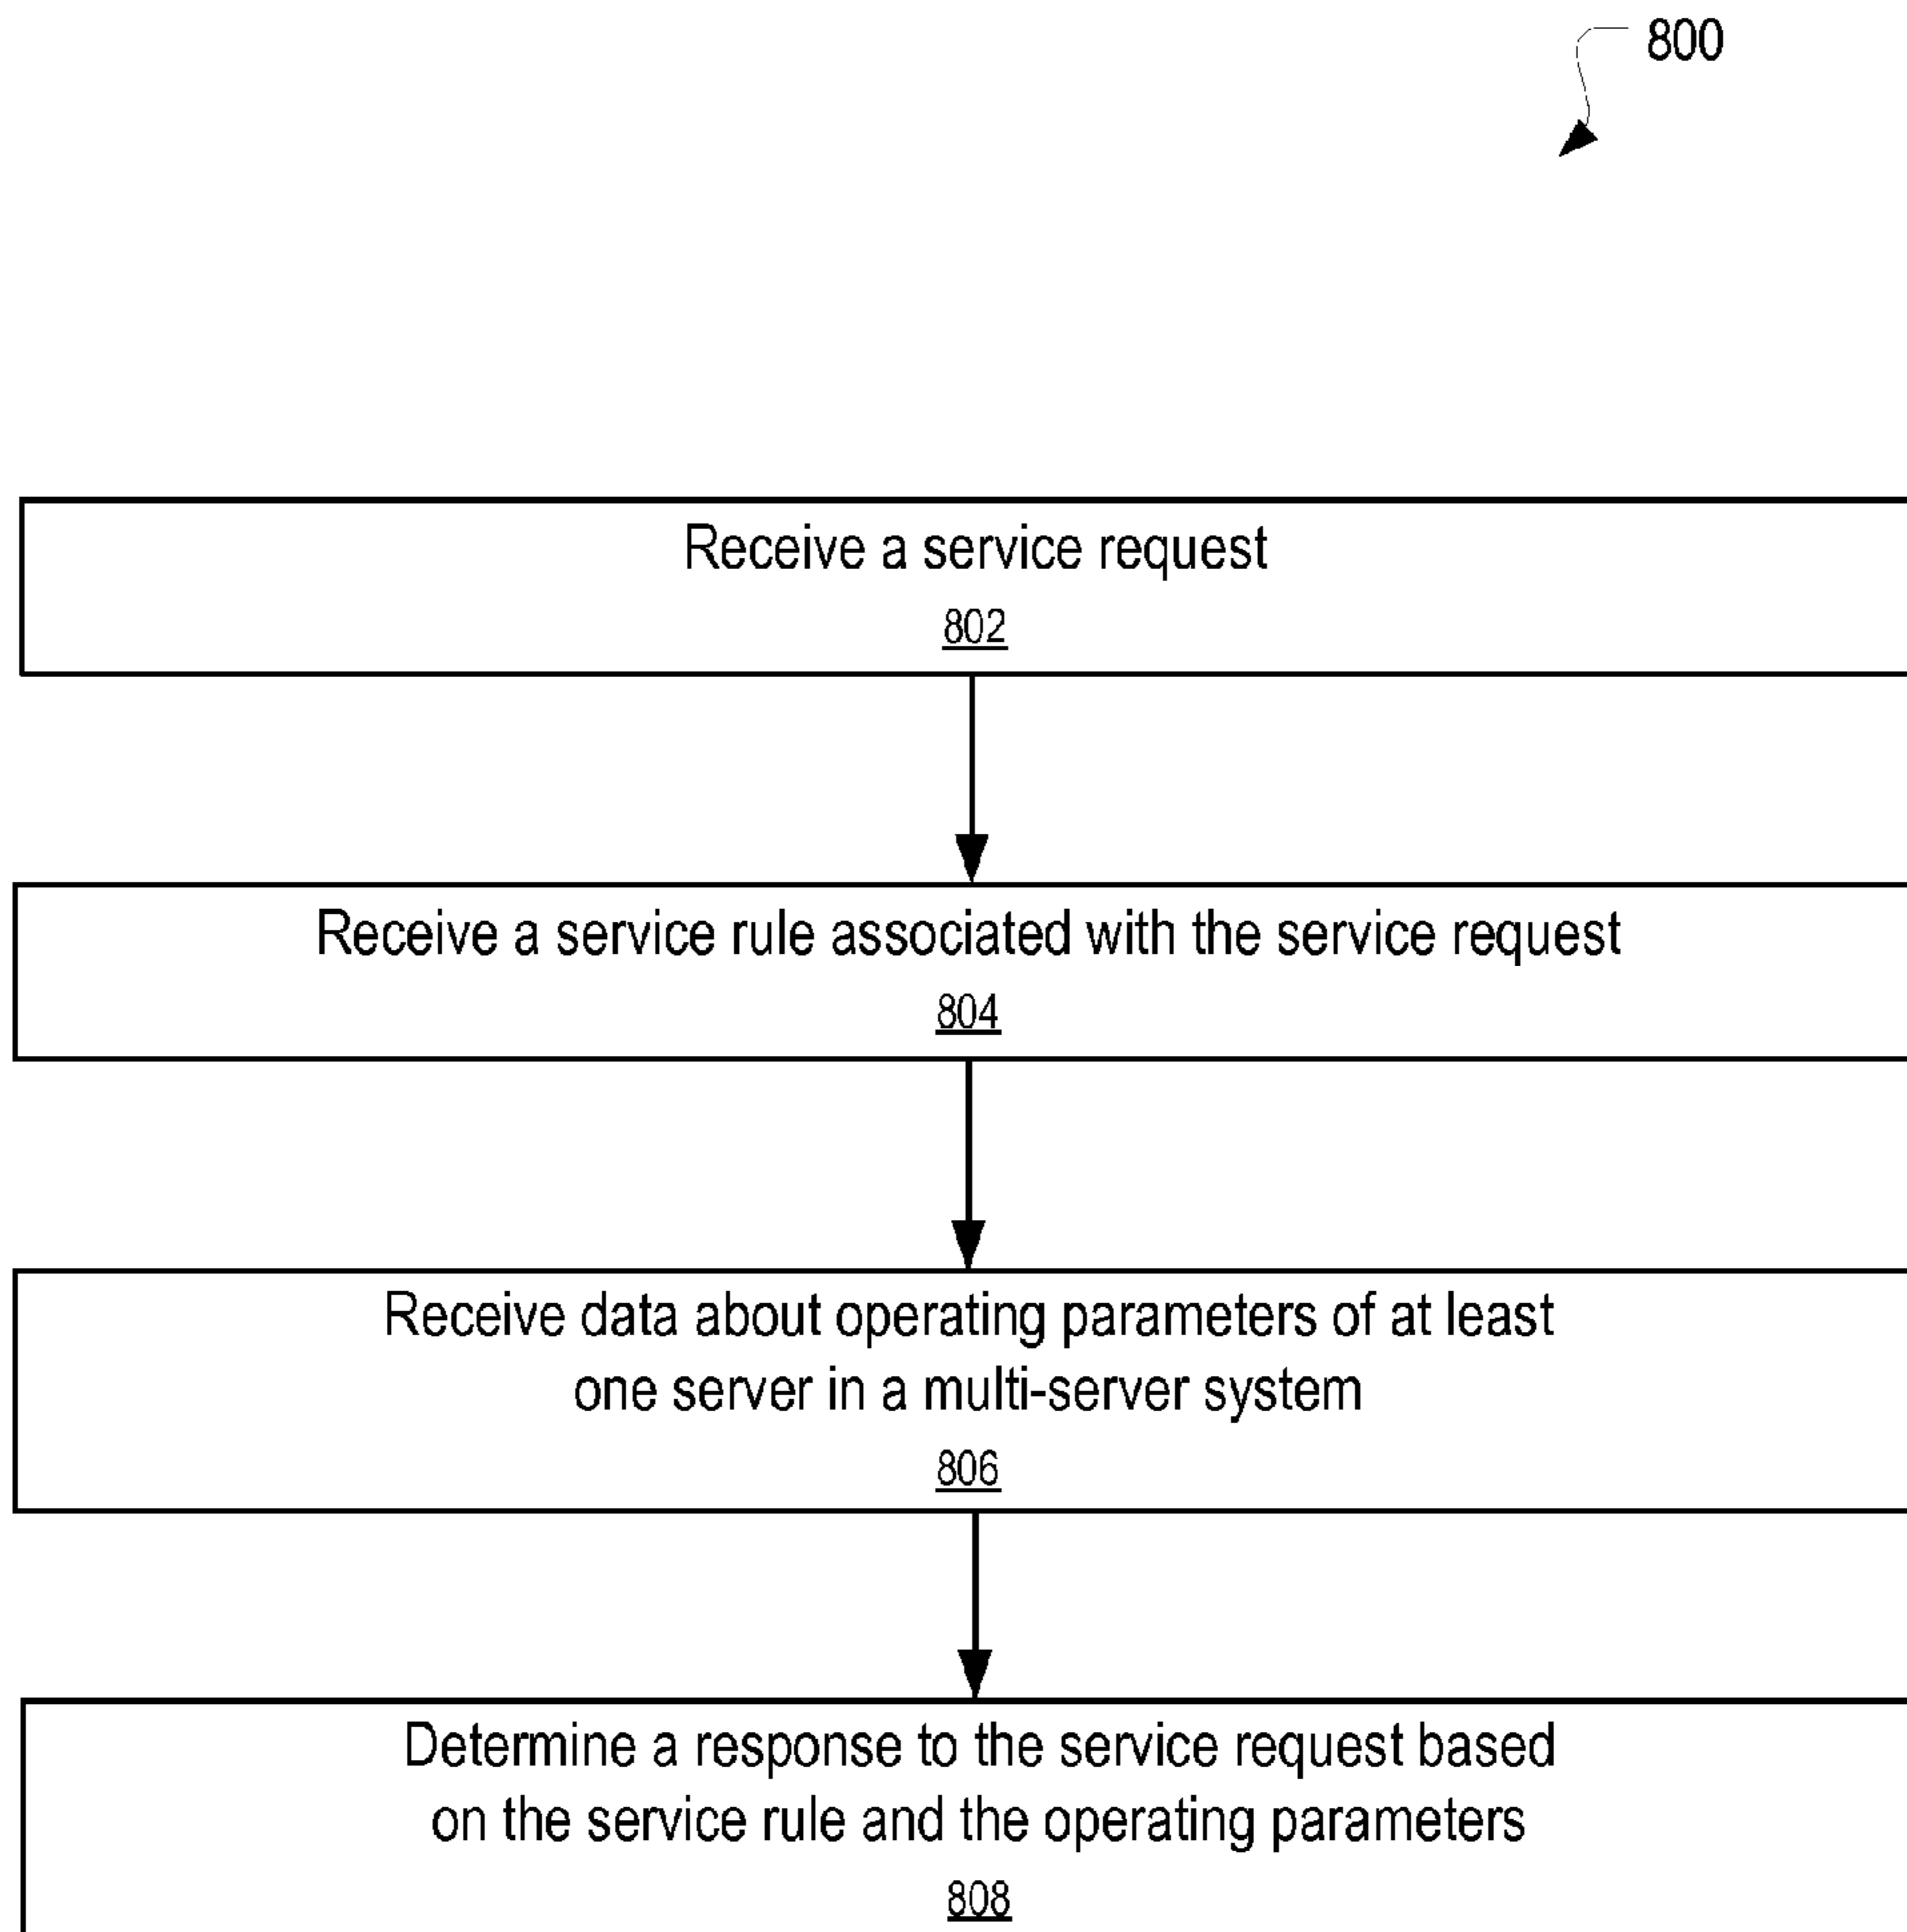 800
Receive a service request
802
Receive a service rule associated with the service request
804
Receive data about operating parameters of at least
one server in a multi-server system
806
Determine a response to the service request based
on the service rule and the operating parameters
808